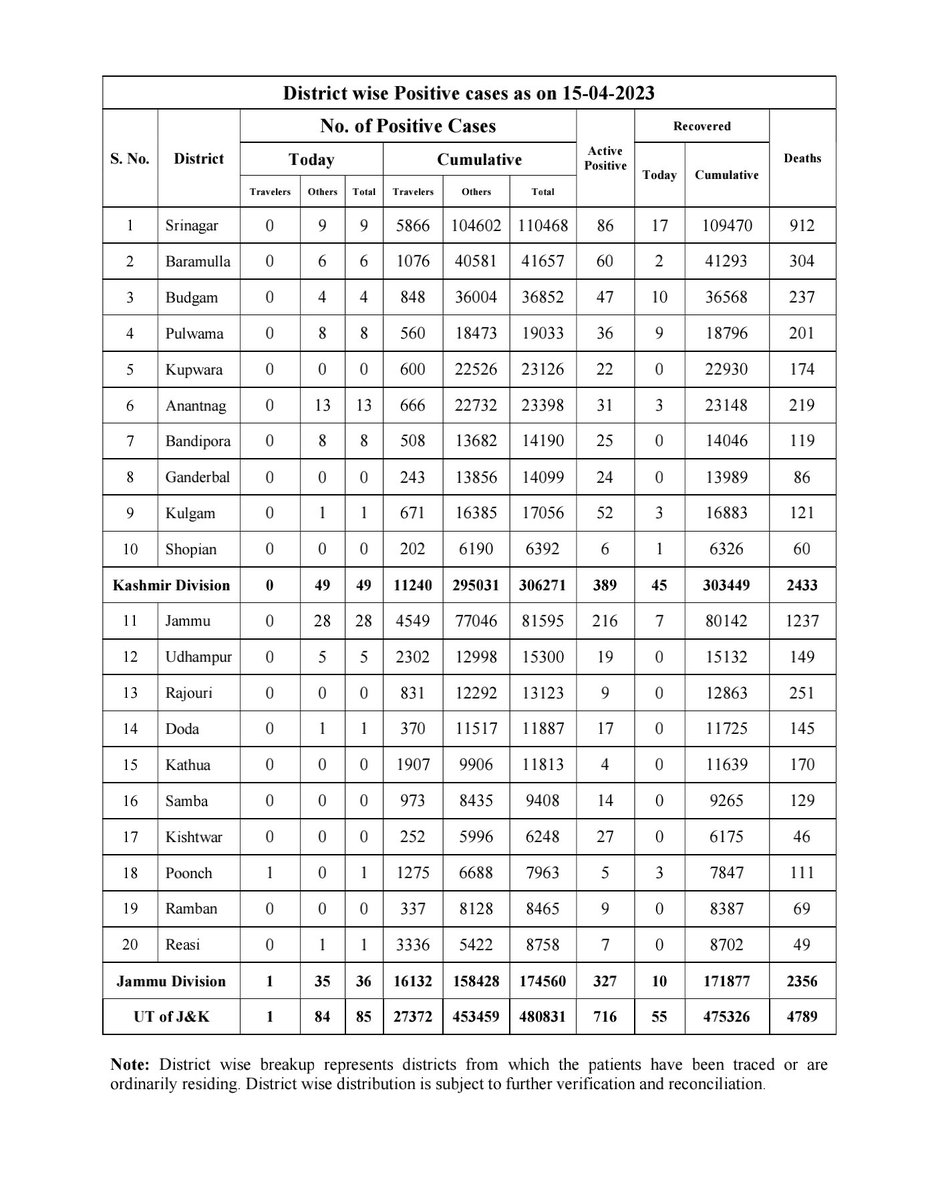 District wise Positive cases as on 15-04-2023
S. No. District No. of Positive Cases Active Positive Recovered Deaths
Today Cumulative Today Cumulative
Travelers Others Total Travelers Others Total
1 Srinagar 0 9 9 5866 104602 110468 86 17 109470 912
2 Baramulla 0 6 6 1076 40581 41657 60 2 41293 304
3 Budgam 0 4 4 848 36004 36852 47 10 36568 237
4 Pulwama 0 8 8 560 18473 19033 36 9 18796 201
5 Kupwara 0 0 0 600 22526 23126 22 0 22930 174
6 Anantnag 0 13 13 666 22732 23398 31 3 23148 219
7 Bandipora 0 8 8 508 13682 14190 25 0 14046 119
8 Ganderbal 0 0 0 243 13856 14099 24 0 13989 86
9 Kulgam 0 1 1 671 16385 17056 52 3 16883 121
10 Shopian 0 0 0 202 6190 6392 6 1 6326 60
Kashmir Division 0 49 49 11240 295031 306271 389 45 303449 2433
11 Jammu 0 28 28 4549 77046 81595 216 7 80142 1237
12 Udhampur 0 5 5 2302 12998 15300 19 0 15132 149
13 Rajouri 0 0 0 831 12292 13123 9 0 12863 251
14 Doda 0 1 1 370 11517 11887 17 0 11725 145
15 Kathua 0 0 0 1907 9906 11813 4 0 11639 170
16 Samba 0 0 0 973 8435 9408 14 0 9265 129
17 Kishtwar 0 0 0 252 5996 6248 27 0 6175 46
18 Poonch 1 0 1 1275 6688 7963 5 3 7847 111
19 Ramban 0 0 0 337 8128 8465 9 0 8387 69
20 Reasi 0 1 1 3336 5422 8758 7 0 8702 49
Jammu Division 1 35 36 16132 158428 174560 327 10 171877 2356
UT of J&K 1 84 85 27372 453459 480831 716 55 475326 4789
Note: District wise breakup represents districts from which the patients have been traced or are
ordinarily residing. District wise distribution is subject to further verification and reconciliation.